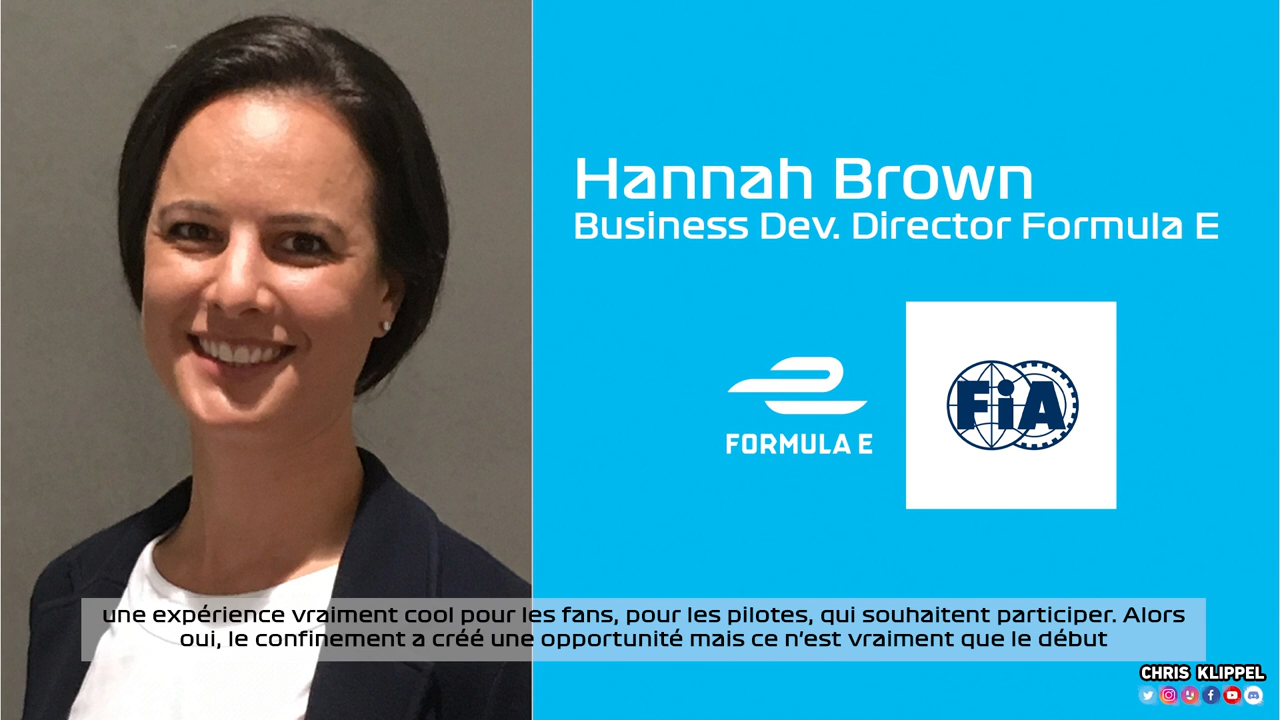 Hannah Brown
Business Dev. Director Formula E
FORMULA E
FiA
une expérience vraiment cool pour les fans, pour les pilotes, qui souhaitent participer. Alors
oui, le confinement a créé une opportunité mais ce n’est vraiment que le début
CHRIS KLIPPEL